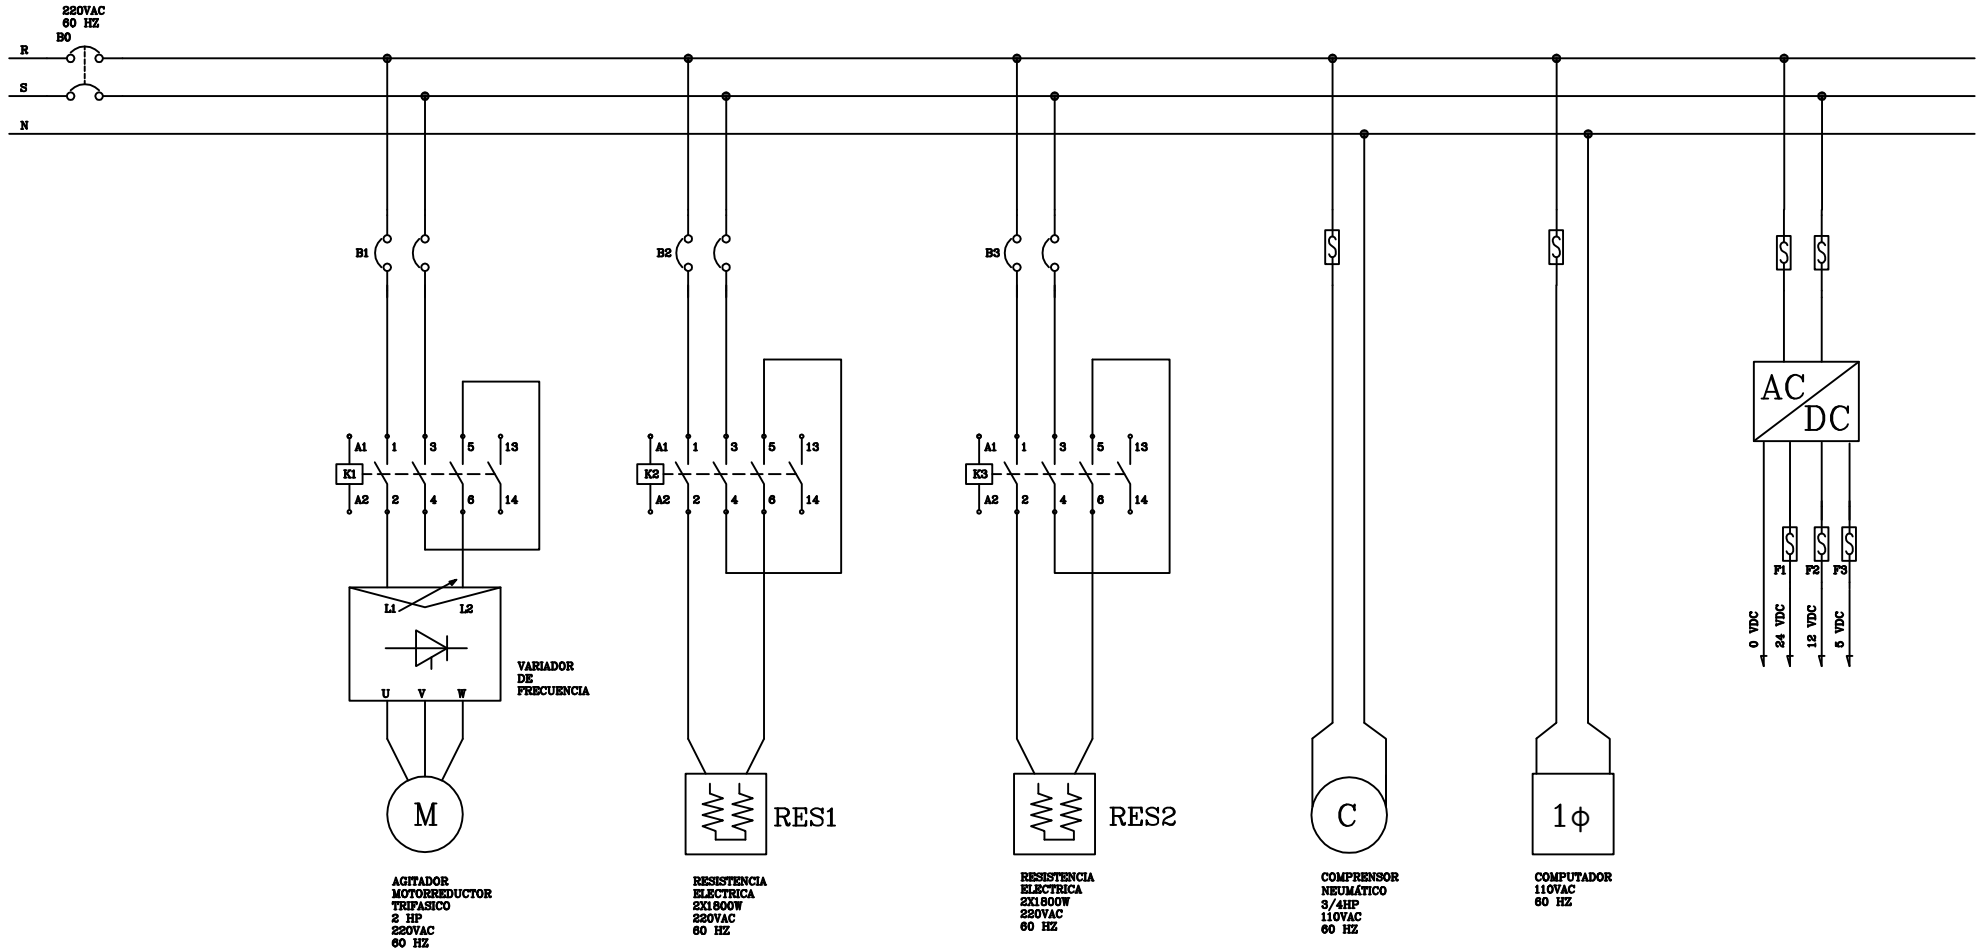 220VAC
60 HZ
B0
R
S
N
B1
B2
B3
AC
DC
A1 1 3 5 13
K1
A2 2 4 6 14
A1 1 3 5 13
K2
A2 2 4 6 14
A1 1 3 5 13
K3
A2 2 4 6 14
F1 F2 F3
0 VDC
24 VDC
12 VDC
5 VDC
L1 L2
U V W
VARIADOR
DE
FRECUENCIA
M
RES1
RES2
C
1ϕ
AGITADOR
MOTORREDUCTOR
TRIFASICO
2 HP
220VAC
60 HZ
RESISTENCIA
ELECTRICA
2X1800W
220VAC
60 HZ
RESISTENCIA
ELECTRICA
2X1800W
220VAC
60 HZ
COMPRENSOR
NEUMÁTICO
3/4HP
110VAC
60 HZ
COMPUTADOR
110VAC
60 HZ